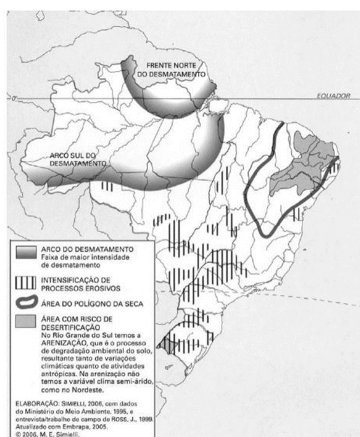 FRENTE NORTE
DO DESMATAMENTO
EQUADOR
ARCO SUL DO
DESMATAMENTO
ARCO DO DESMATAMENTO
Faixa de maior intensidade
de desmatamento
INTENSIFICAÇÃO DE
PROCESSOS EROSIVOS
ÁREA DO POLÍGONO DA SECA
ÁREA COM RISCO DE
DESERTIFICAÇÃO
No Rio Grande do Sul temos a
ARENIZAÇÃO, que é o processo
de degradação ambiental do solo,
resultante tanto de variações
climáticas quanto de atividades
antrópicas. Na arenização não
temos a variável clima semi-árido,
como no Nordeste.
ELABORAÇÃO: SIMIELLI, 2006, com dados
do Ministério do Meio Ambiente, 1995, e
entrevista/trabalho de campo de ROSS, J., 1999.
Atualizado com Embrapa, 2005.
© 2006, M. E. Simielli.